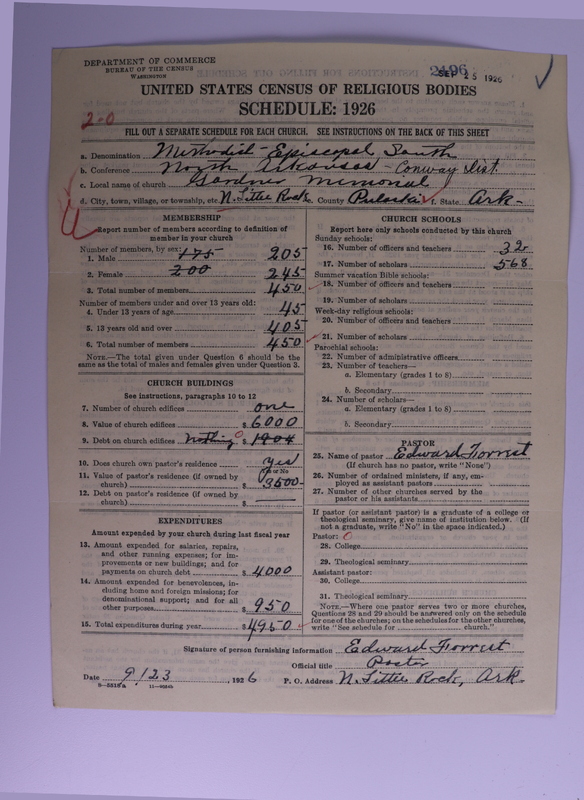 DEPARTMENT OF COMMERCE
BUREAU OF THE CENSUS
WASHINGTON
2496
SEP 25 1926
UNITED STATES CENSUS OF RELIGIOUS BODIES
SCHEDULE: 1926
2-0
FILL OUT A SEPARATE SCHEDULE FOR EACH CHURCH. SEE INSTRUCTIONS ON THE BACK OF THIS SHEET
a. Denomination Methodist-Episcopal, South
b. Conference North Arkansas - Conway Dist.
c. Local name of church Gardner Memorial
d. City, town, village, or township, etc. N. Little Rock e. County Pulaski f. State Ark-
MEMBERSHIP
Report number of members according to definition of
member in your church
Number of members, by sex:
1. Male 175 205
2. Female 200 245
3. Total number of members 450
Number of members under and over 13 years old:
4. Under 13 years of age 45
5. 13 years old and over 405
6. Total number of members 450
NOTE.—The total given under Question 6 should be the
same as the total of males and females given under Question 3.
CHURCH BUILDINGS
See instructions, paragraphs 10 to 12
7. Number of church edifices one
8. Value of church edifices $ 6000
9. Debt on church edifices Nothing 0 $ 1904
10. Does church own pastor's residence yes
Yes or No
11. Value of pastor's residence (if owned by
church) $ 3500
12. Debt on pastor's residence (if owned by
church) $
EXPENDITURES
Amount expended by your church during last fiscal year
13. Amount expended for salaries, repairs,
and other running expenses; for im-
provements or new buildings; and for
payments on church debt $ 4000
14. Amount expended for benevolences, in-
cluding home and foreign missions; for
denominational support; and for all
other purposes $ 950
15. Total expenditures during year $ 4950
CHURCH SCHOOLS
Report here only schools conducted by this church
Sunday schools:
16. Number of officers and teachers 32
17. Number of scholars 568
Summer vacation Bible schools:
18. Number of officers and teachers
19. Number of scholars
Week-day religious schools:
20. Number of officers and teachers
21. Number of scholars
Parochial schools:
22. Number of administrative officers
23. Number of teachers—
a. Elementary (grades 1 to 8)
b. Secondary
24. Number of scholars—
a. Elementary (grades 1 to 8)
b. Secondary
PASTOR
25. Name of pastor Edward Forrest
(If church has no pastor, write "None")
26. Number of ordained ministers, if any, em-
ployed as assistant pastors
27. Number of other churches served by the
pastor or his assistants
If pastor (or assistant pastor) is a graduate of a college or
theological seminary, give name of institution below. (If
not a graduate, write "No" in the space indicated.)
Pastor: 0
28. College
29. Theological seminary
Assistant pastor:
30. College
31. Theological seminary
NOTE.—Where one pastor serves two or more churches,
Questions 28 and 29 should be answered only on the schedule
for one of the churches; on the schedules for the other churches,
write "See schedule for church."
Signature of person furnishing information Edward Forrest
Official title Pastor
Date 9/23, 1926 P. O. Address N. Little Rock, Ark.